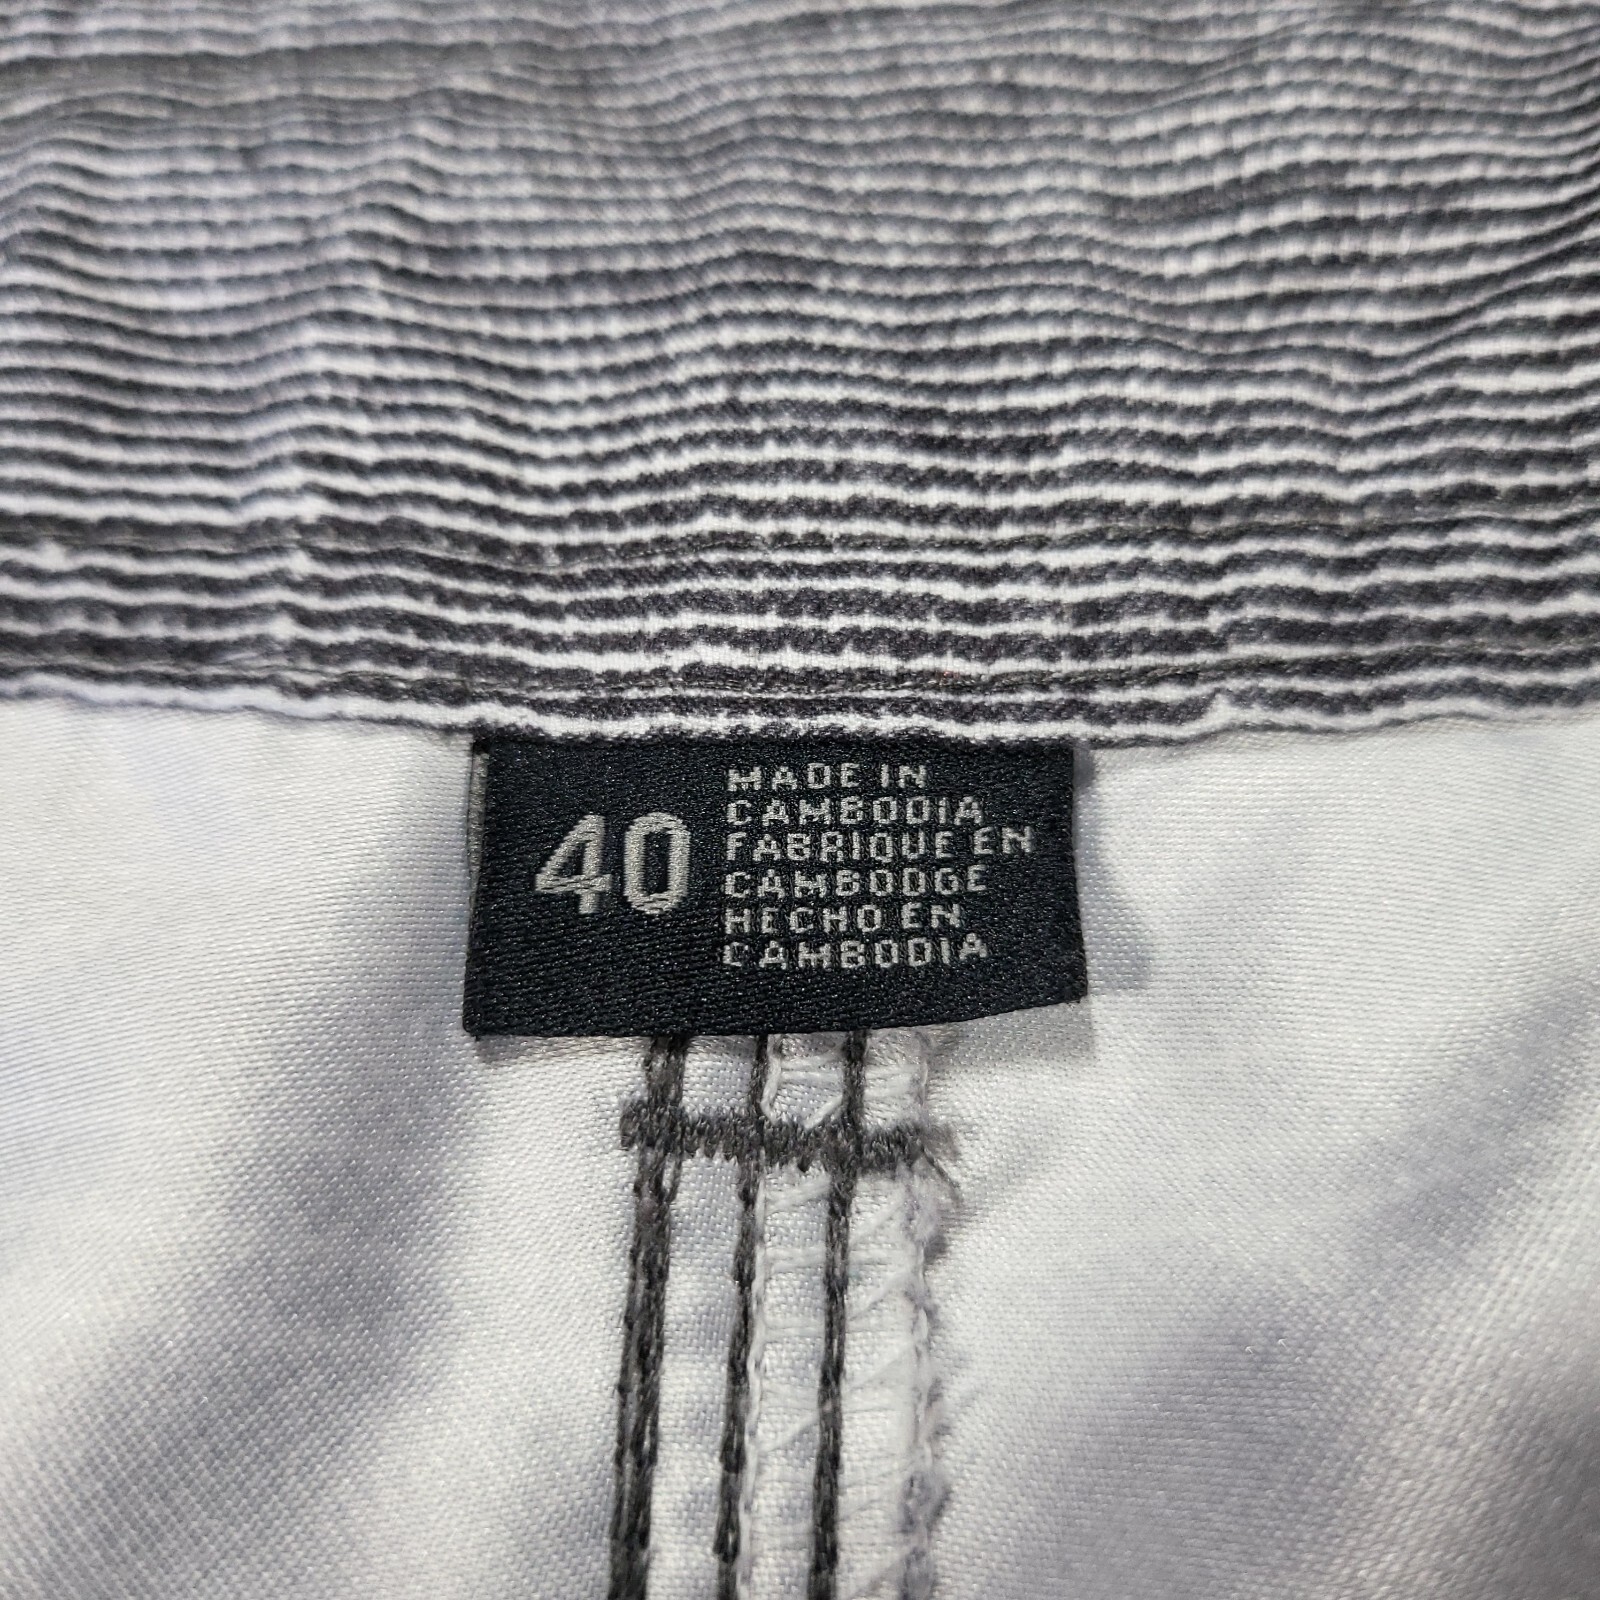 40
MADE IN
CAMBODIA
FABRIQUE EN
CAMBODGE
HECHO EN
CAMBODIA